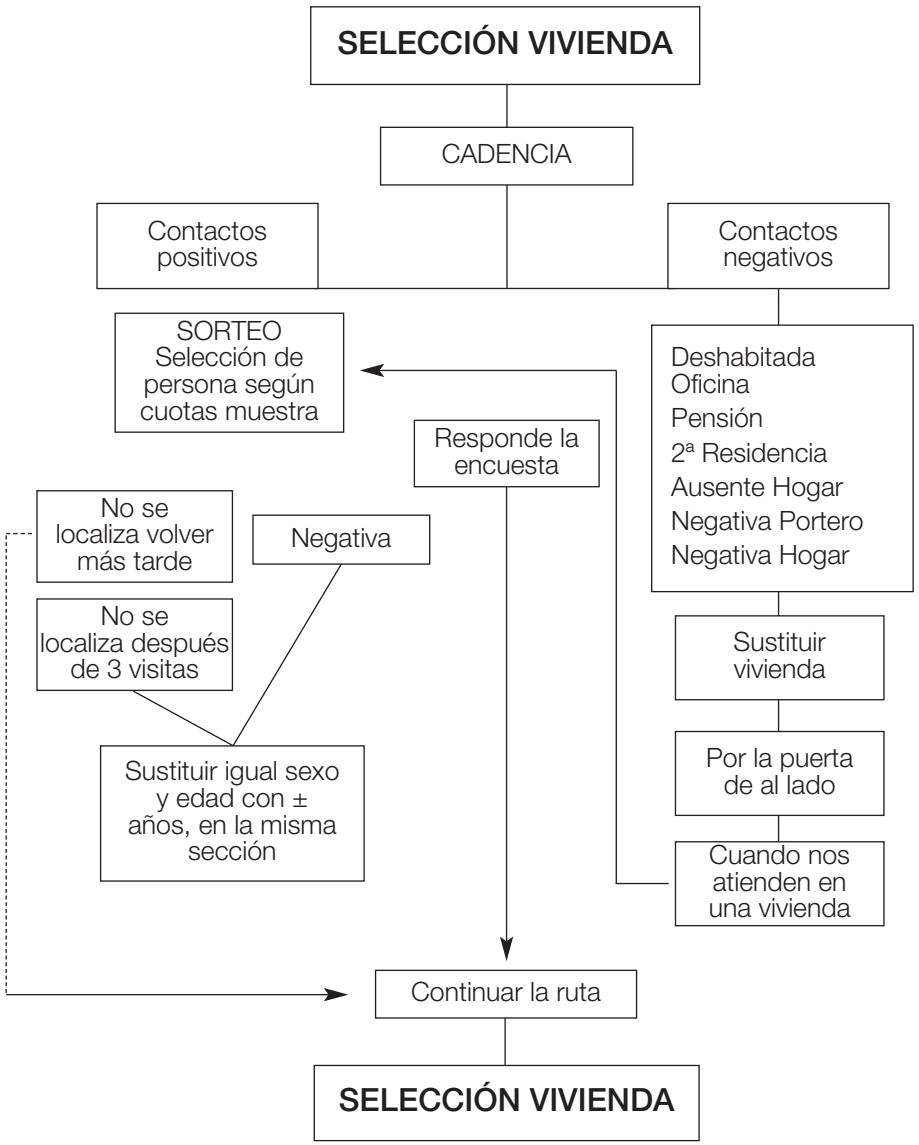 SELECCIÓN VIVIENDA
CADENCIA
Contactos
positivos
Contactos
negativos
SORTEO
Selección de
persona según
cuotas muestra
Deshabitada
Oficina
Pensión
2ª Residencia
Ausente Hogar
Negativa Portero
Negativa Hogar
Responde la
encuesta
No se
localiza volver
más tarde
Negativa
No se
localiza después
de 3 visitas
Sustituir
vivienda
Sustituir igual sexo
y edad con ±
años, en la misma
sección
Por la puerta
de al lado
Cuando nos
atienden en
una vivienda
Continuar la ruta
SELECCIÓN VIVIENDA